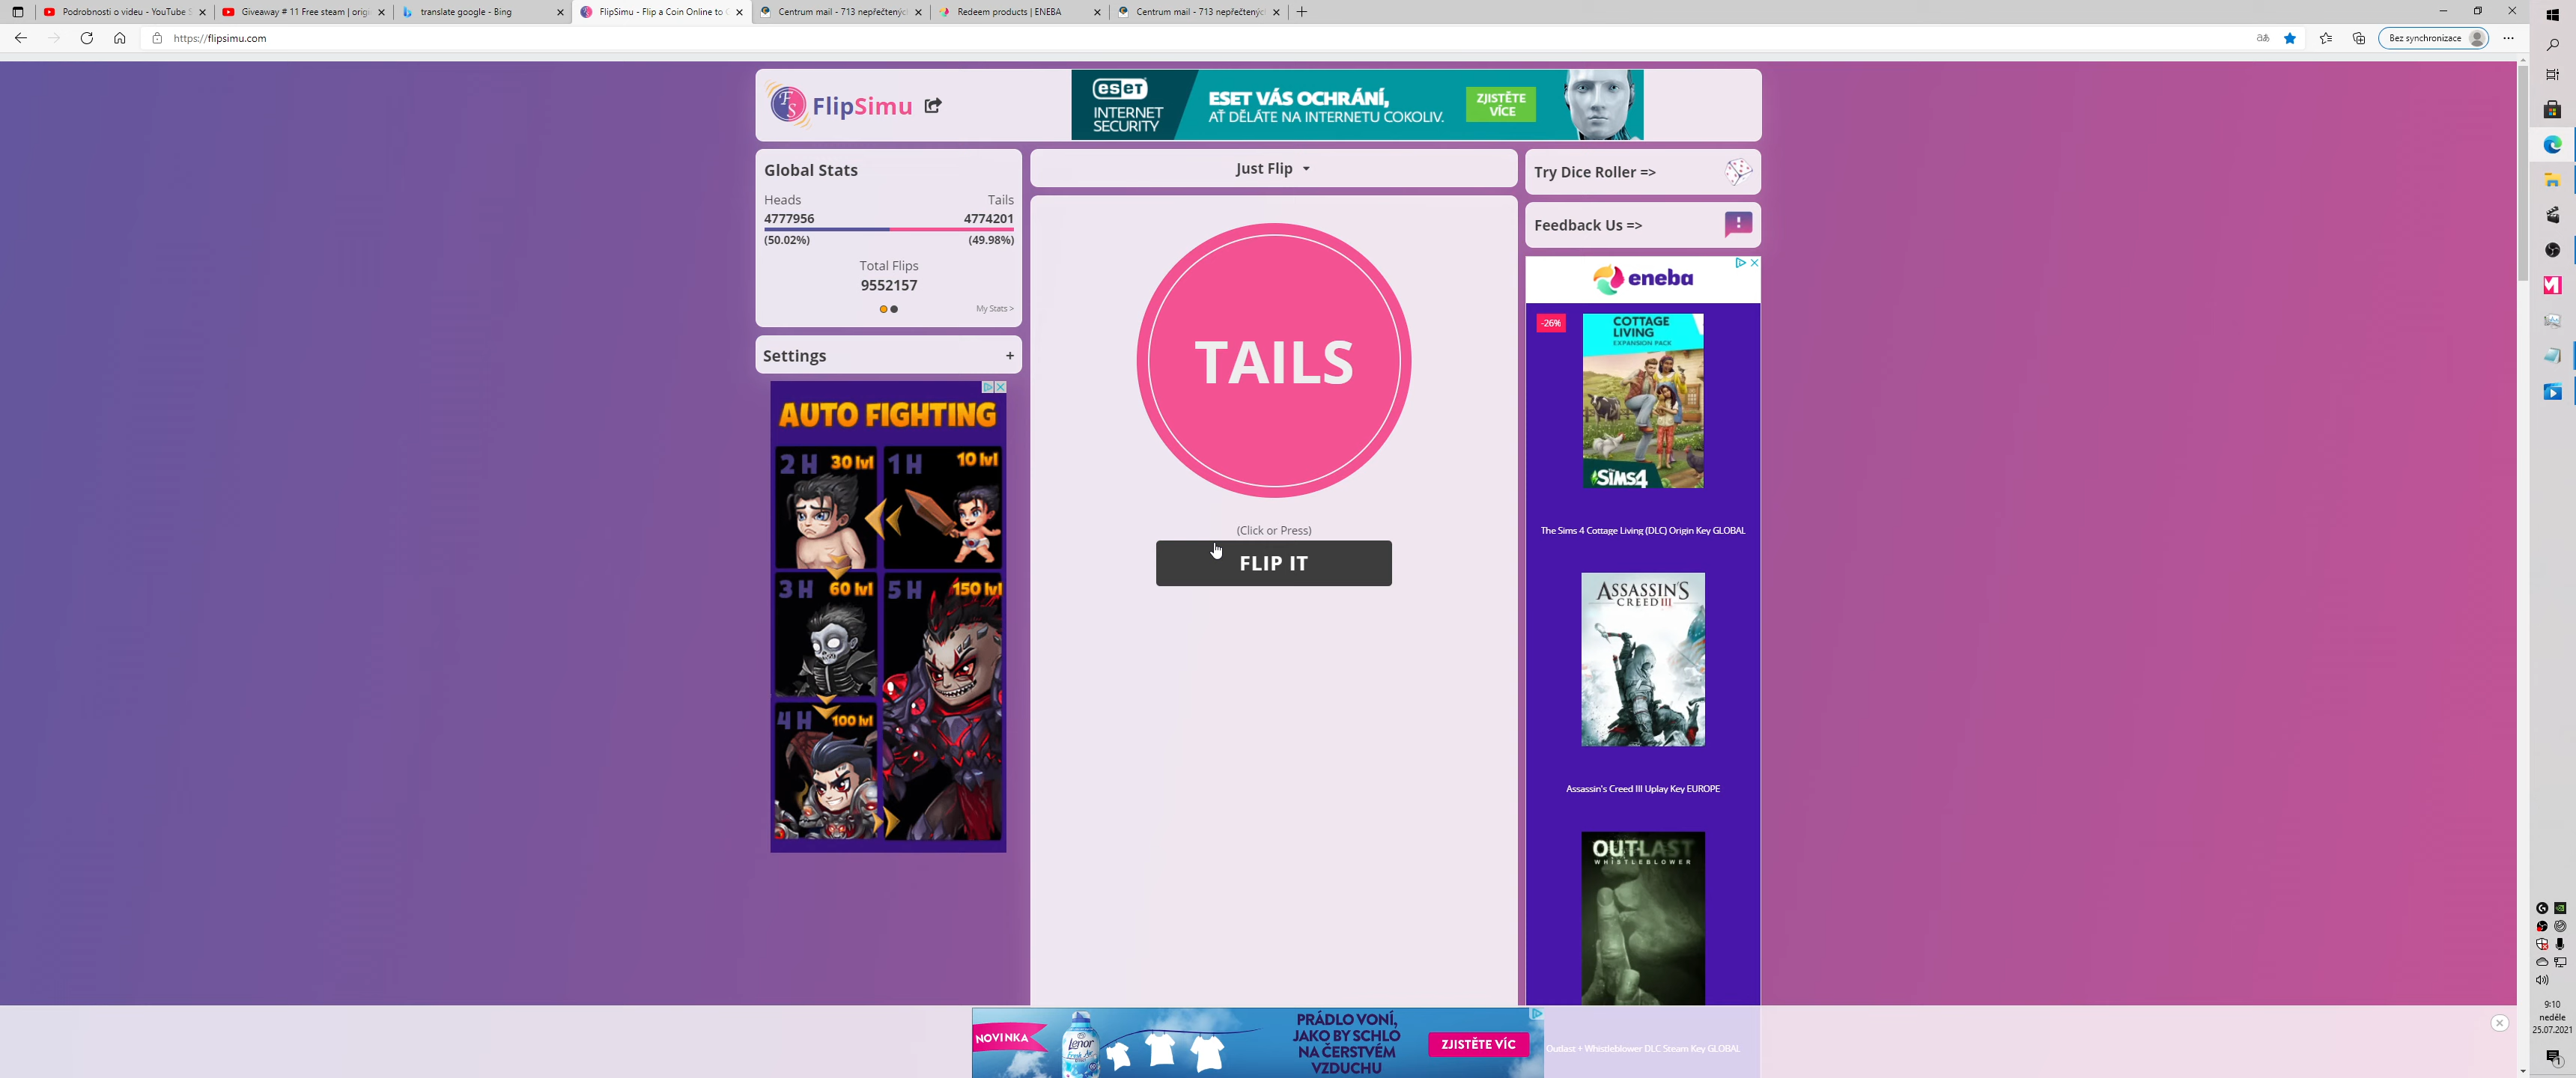 Podrobnosti o videu - YouTube S
Giveaway # 11 Free steam | origi
translate google - Bing
FlipSimu - Flip a Coin Online to C
Centrum mail - 713 nepřečtených
Redeem products | ENEBA
Centrum mail - 713 nepřečtených
https://flipsimu.com
Bez synchronizace
FlipSimu
eset
INTERNET
SECURITY
ESET VÁS OCHRÁNÍ,
AŤ DĚLÁTE NA INTERNETU COKOLIV.
ZJISTĚTE
VÍCE
Global Stats
Heads
Tails
4777956
4774201
(50.02%)
(49.98%)
Total Flips
9552157
My Stats >
Settings
+
AUTO FIGHTING
2 H 30 lvl
1 H 10 lvl
3 H 60 lvl
5 H 150 lvl
4 H 100 lvl
Just Flip
TAILS
(Click or Press)
FLIP IT
Try Dice Roller =>
Feedback Us =>
eneba
-26%
COTTAGE
LIVING
EXPANSION PACK
SIMS4
The Sims 4 Cottage Living (DLC) Origin Key GLOBAL
ASSASSIN'S
CREED III
Assassin's Creed III Uplay Key EUROPE
OUTLAST
WHISTLEBLOWER
Outlast + Whistleblower DLC Steam Key GLOBAL
NOVINKA
Lenor
Fresh Air
PRÁDLO VONÍ,
JAKO BY SCHLO
NA ČERSTVÉM
VZDUCHU
ZJISTĚTE VÍC
9:10
neděle
25.07.2021